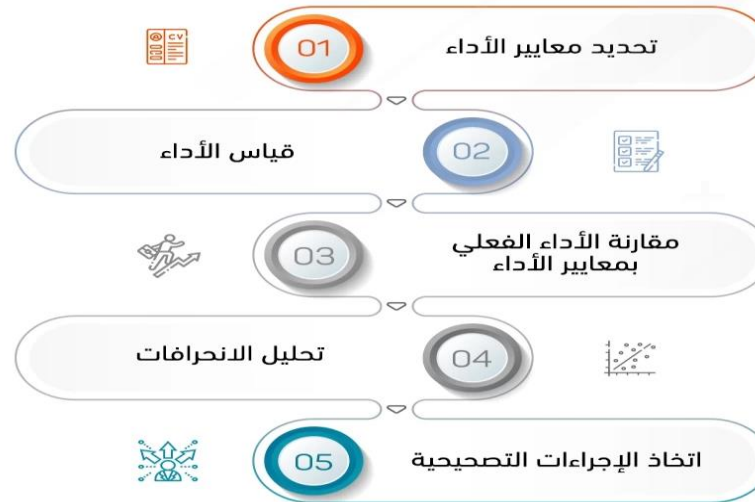 01
تحديد معايير الأداء
02
قياس الأداء
03
مقارنة الأداء الفعلي
بمعايير الأداء
04
تحليل الانحرافات
05
اتخاذ الإجراءات التصحيحية
CV